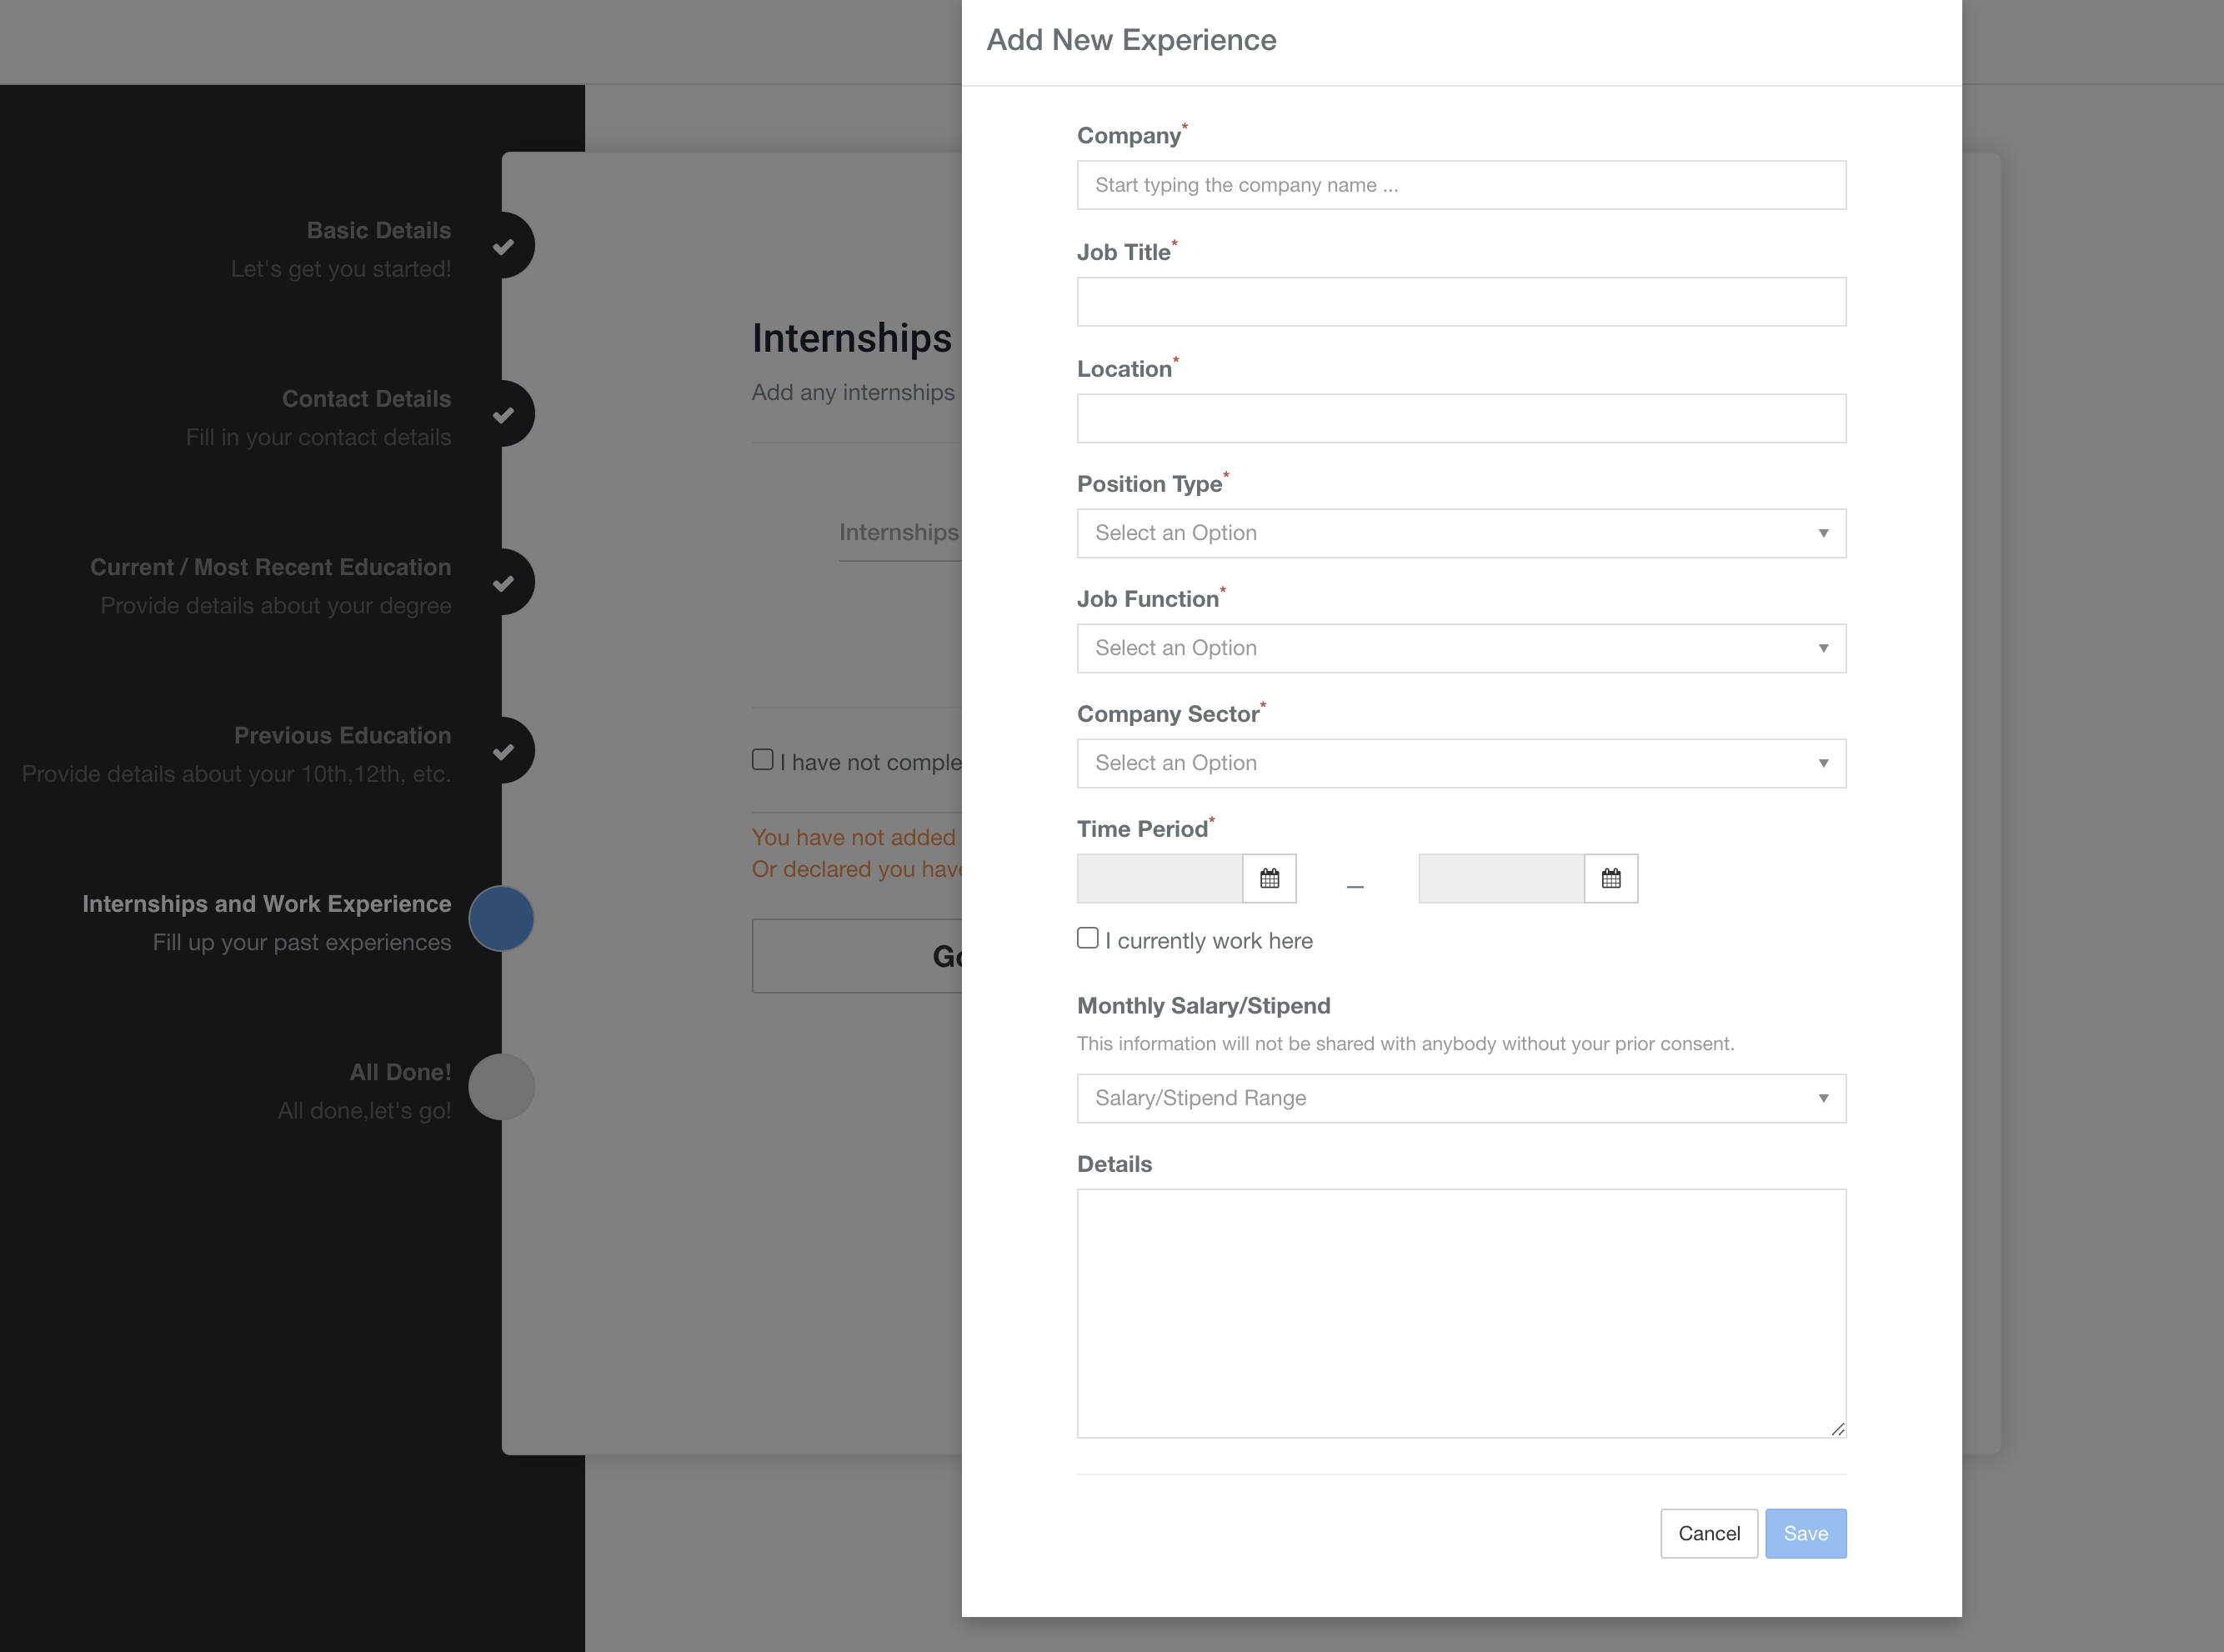 Add New Experience
Company*
Start typing the company name ...
Job Title*
Location*
Position Type*
Select an Option
Job Function*
Select an Option
Company Sector*
Select an Option
Time Period*
–
I currently work here
Monthly Salary/Stipend
This information will not be shared with anybody without your prior consent.
Salary/Stipend Range
Details
Cancel
Save
Basic Details
Let's get you started!
Contact Details
Fill in your contact details
Current / Most Recent Education
Provide details about your degree
Previous Education
Provide details about your 10th,12th, etc.
Internships and Work Experience
Fill up your past experiences
All Done!
All done,let's go!
Internships
Add any internships
Internships
I have not comple
You have not added
Or declared you have
Go